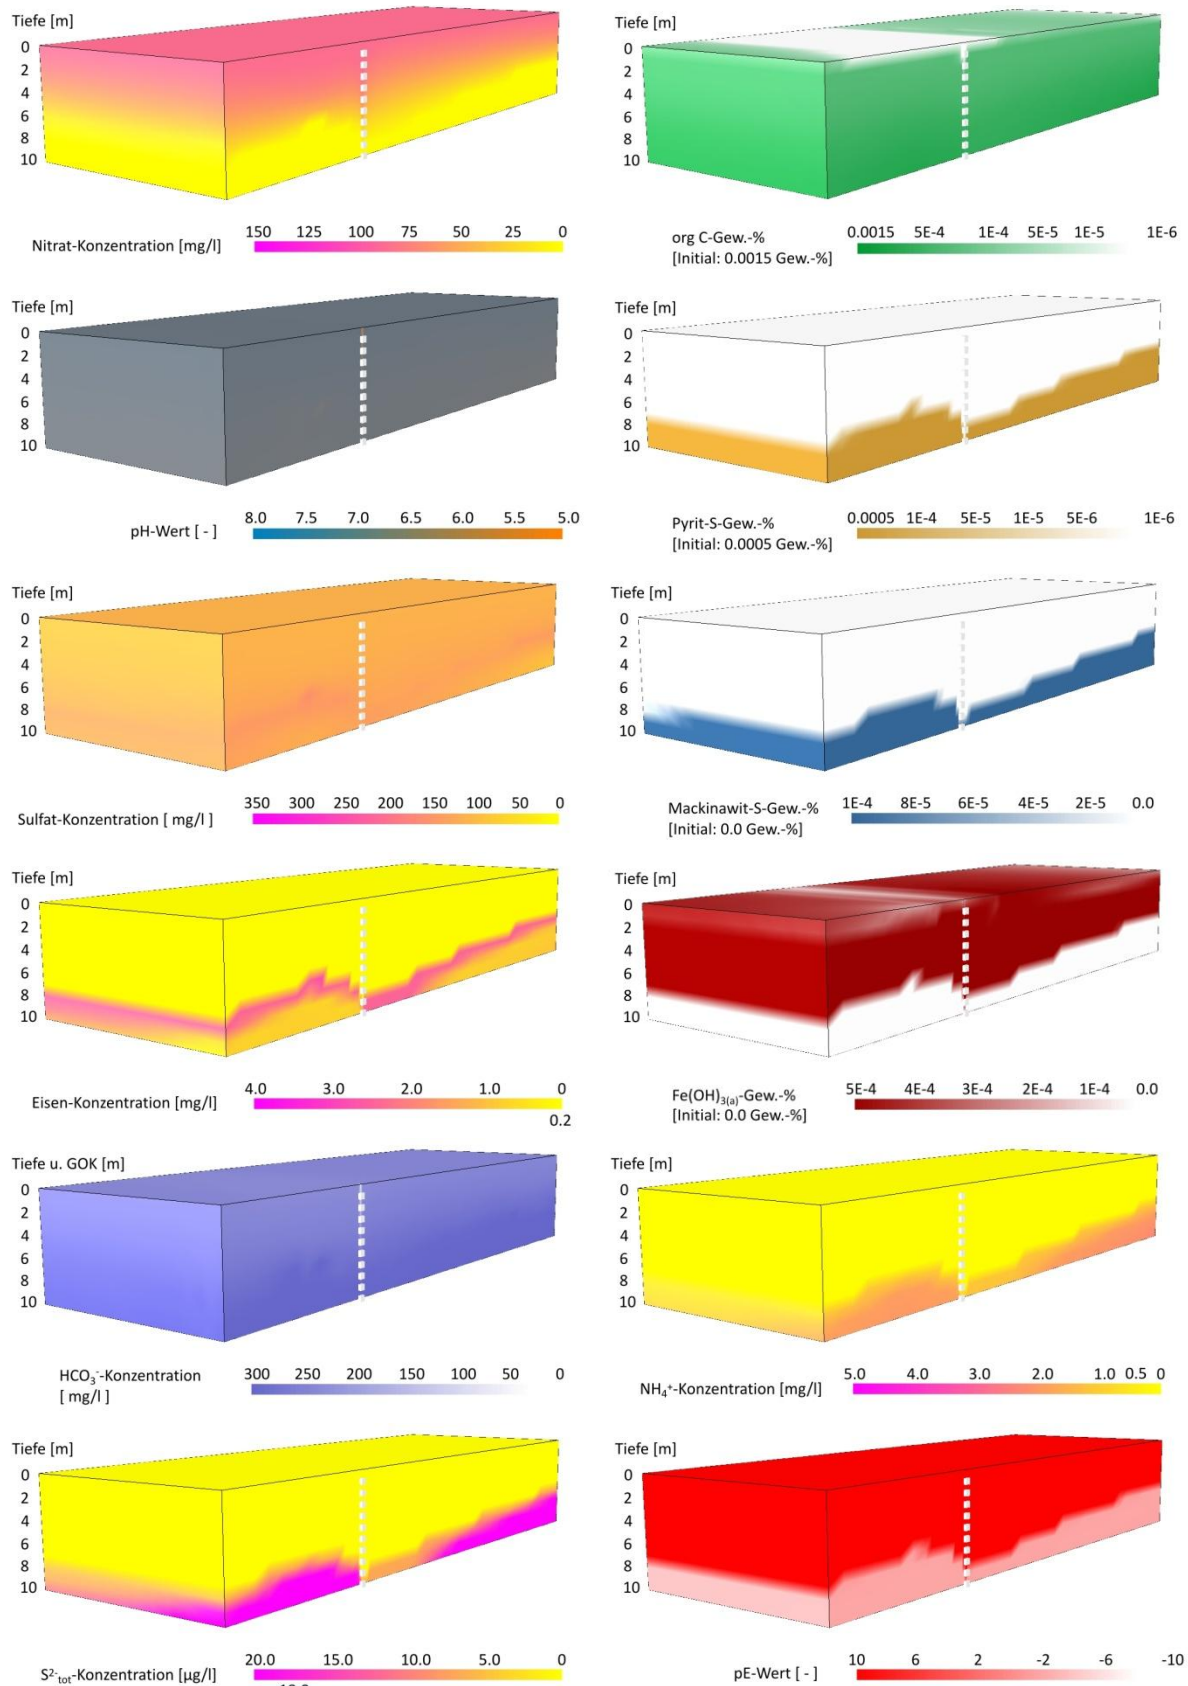 Tiefe [m]
0
2
4
6
8
10
Nitrat-Konzentration [mg/l]
150 125 100 75 50 25 0
Tiefe [m]
0
2
4
6
8
10
org C-Gew.-%
[Initial: 0.0015 Gew.-%]
0.0015 5E-4 1E-4 5E-5 1E-5 1E-6
Tiefe [m]
0
2
4
6
8
10
pH-Wert [ - ]
8.0 7.5 7.0 6.5 6.0 5.5 5.0
Tiefe [m]
0
2
4
6
8
10
Pyrit-S-Gew.-%
[Initial: 0.0005 Gew.-%]
0.0005 1E-4 5E-5 1E-5 5E-6 1E-6
Tiefe [m]
0
2
4
6
8
10
Sulfat-Konzentration [ mg/l ]
350 300 250 200 150 100 50 0
Tiefe [m]
0
2
4
6
8
10
Mackinawit-S-Gew.-%
[Initial: 0.0 Gew.-%]
1E-4 8E-5 6E-5 4E-5 2E-5 0.0
Tiefe [m]
0
2
4
6
8
10
Eisen-Konzentration [mg/l]
4.0 3.0 2.0 1.0 0
0.2
Tiefe [m]
0
2
4
6
8
10
Fe(OH)3(a)-Gew.-%
[Initial: 0.0 Gew.-%]
5E-4 4E-4 3E-4 2E-4 1E-4 0.0
Tiefe u. GOK [m]
0
2
4
6
8
10
HCO3⁻-Konzentration
[ mg/l ]
300 250 200 150 100 50 0
Tiefe [m]
0
2
4
6
8
10
NH4⁺-Konzentration [mg/l]
5.0 4.0 3.0 2.0 1.0 0.5 0
Tiefe [m]
0
2
4
6
8
10
S²⁻tot-Konzentration [µg/l]
20.0 15.0 10.0 5.0 0
Tiefe [m]
0
2
4
6
8
10
pE-Wert [ - ]
10 6 2 -2 -6 -10